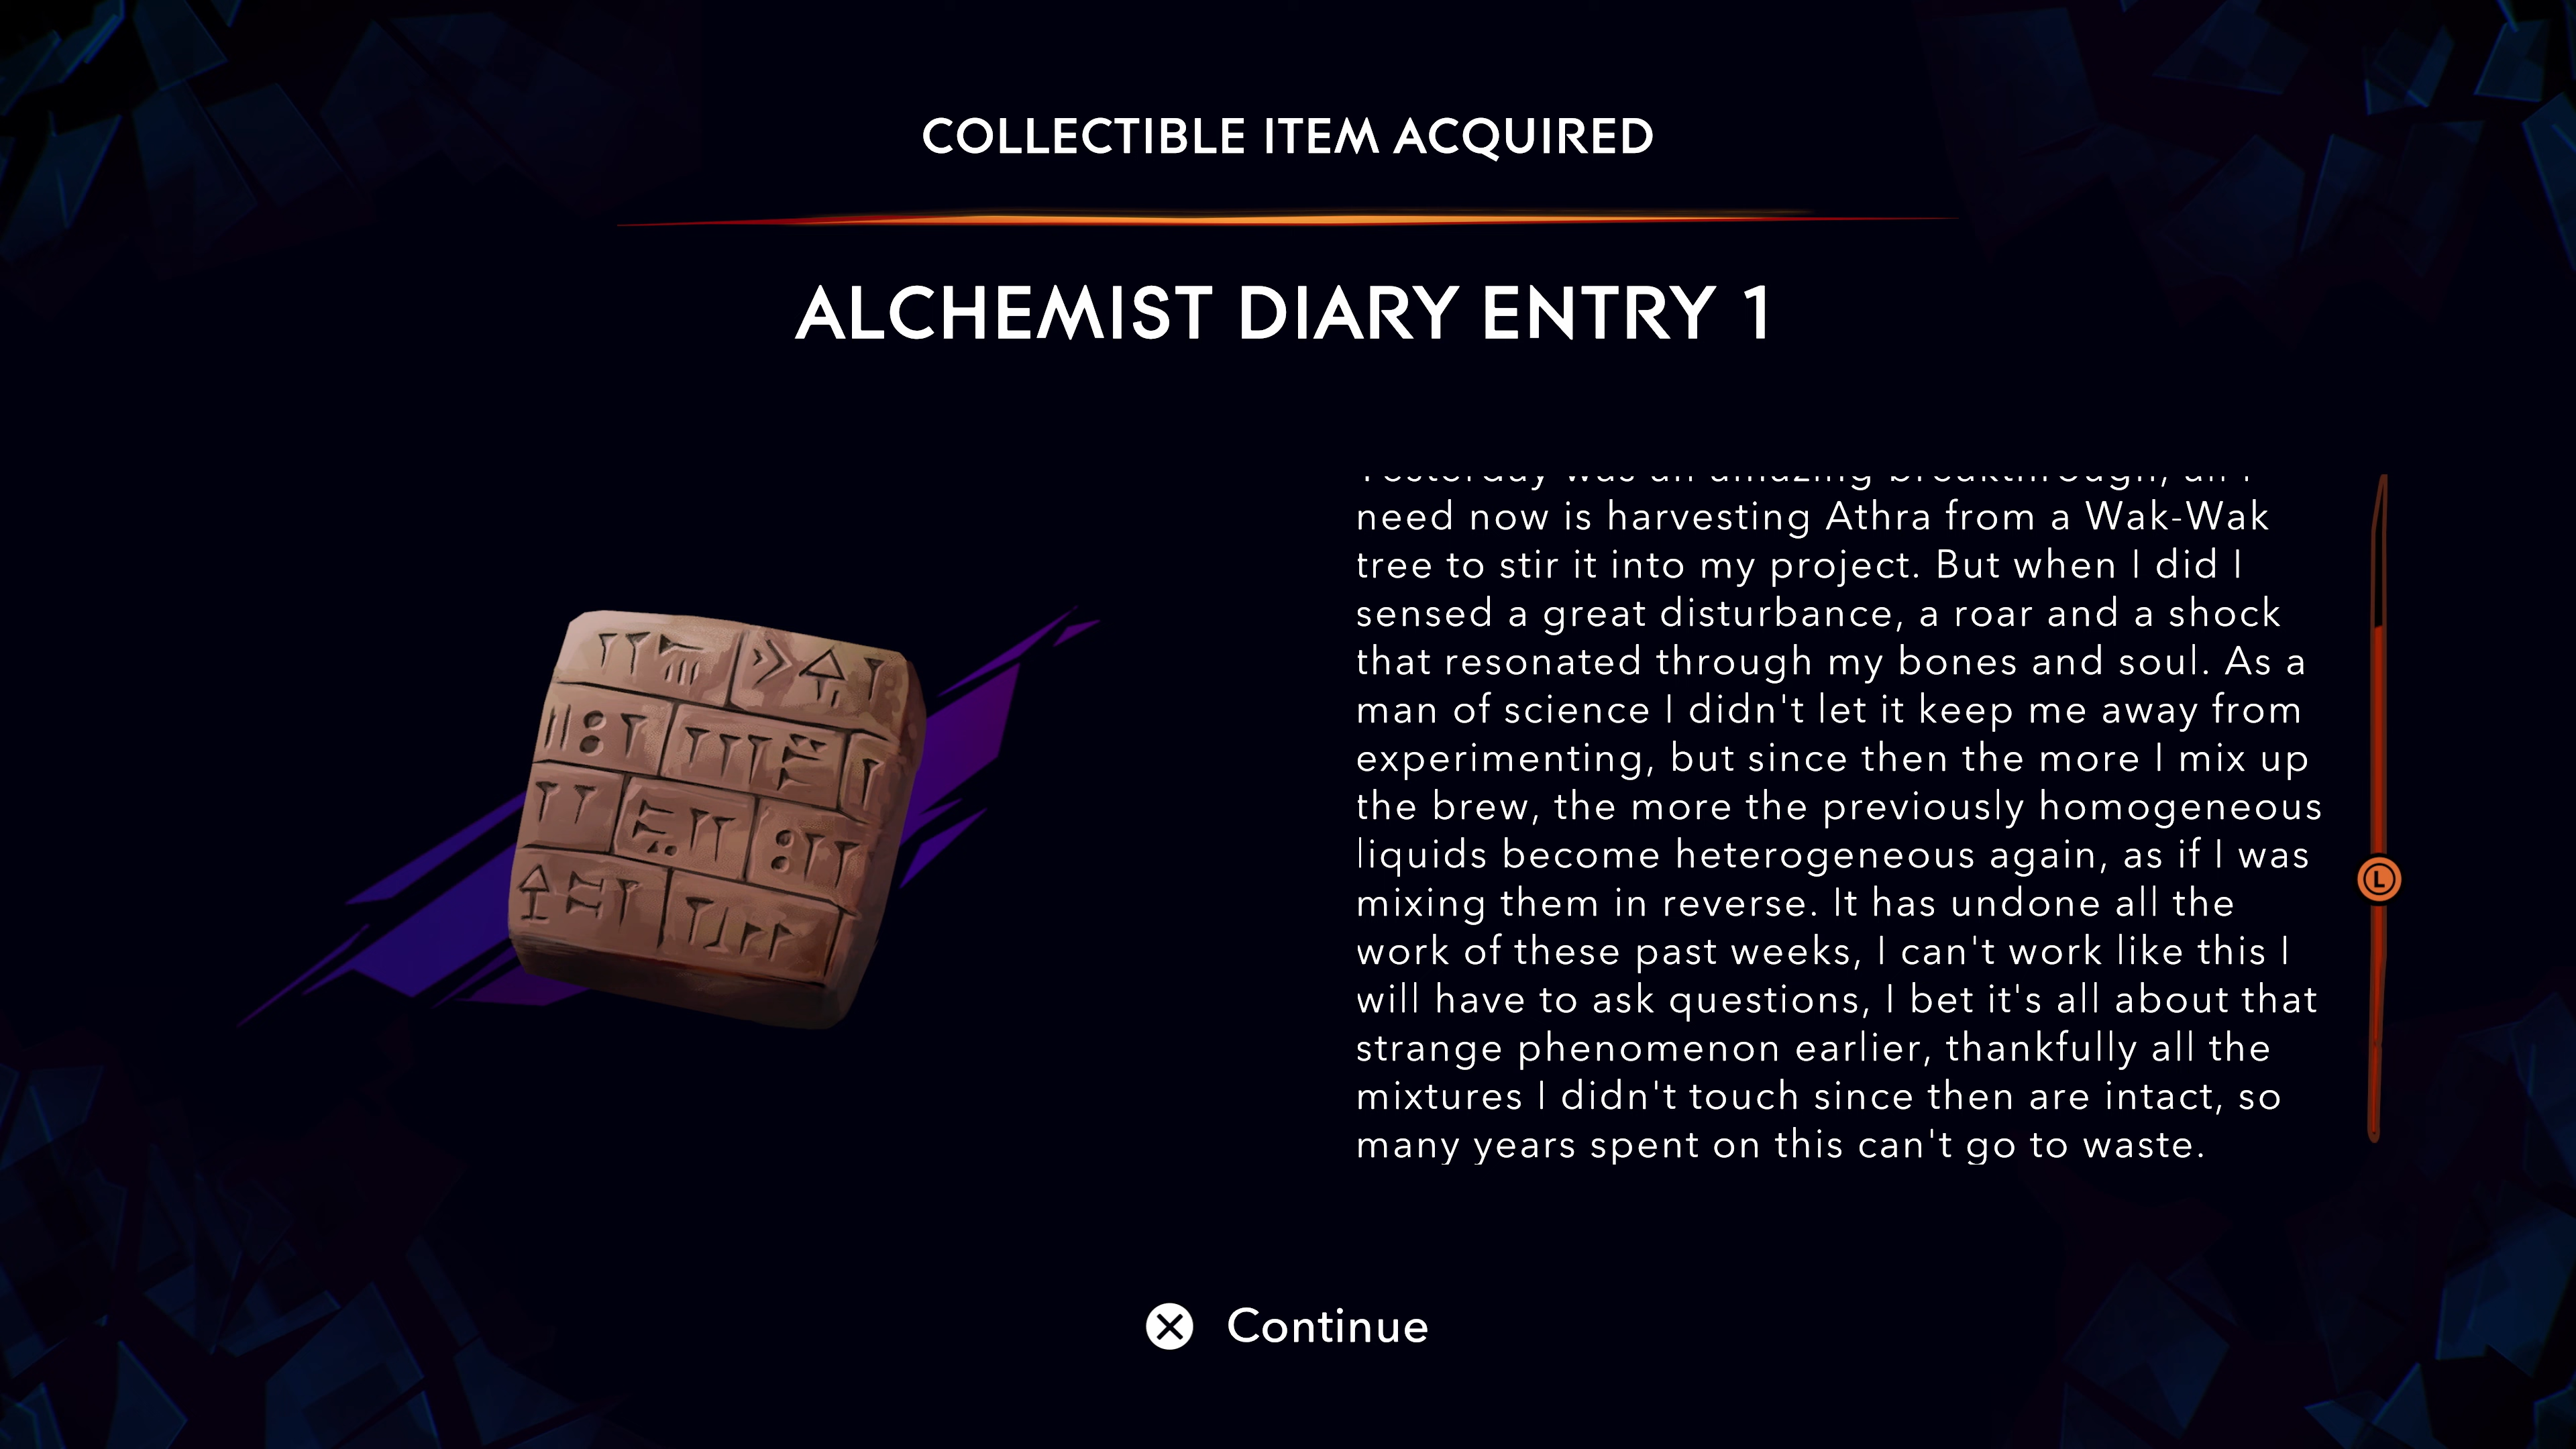 COLLECTIBLE ITEM ACQUIRED
ALCHEMIST DIARY ENTRY 1
Yesterday was an amazing breakthrough, all I
need now is harvesting Athra from a Wak-Wak
tree to stir it into my project. But when I did I
sensed a great disturbance, a roar and a shock
that resonated through my bones and soul. As a
man of science I didn't let it keep me away from
experimenting, but since then the more I mix up
the brew, the more the previously homogeneous
liquids become heterogeneous again, as if I was
mixing them in reverse. It has undone all the
work of these past weeks, I can't work like this I
will have to ask questions, I bet it's all about that
strange phenomenon earlier, thankfully all the
mixtures I didn't touch since then are intact, so
many years spent on this can't go to waste.
L
Continue